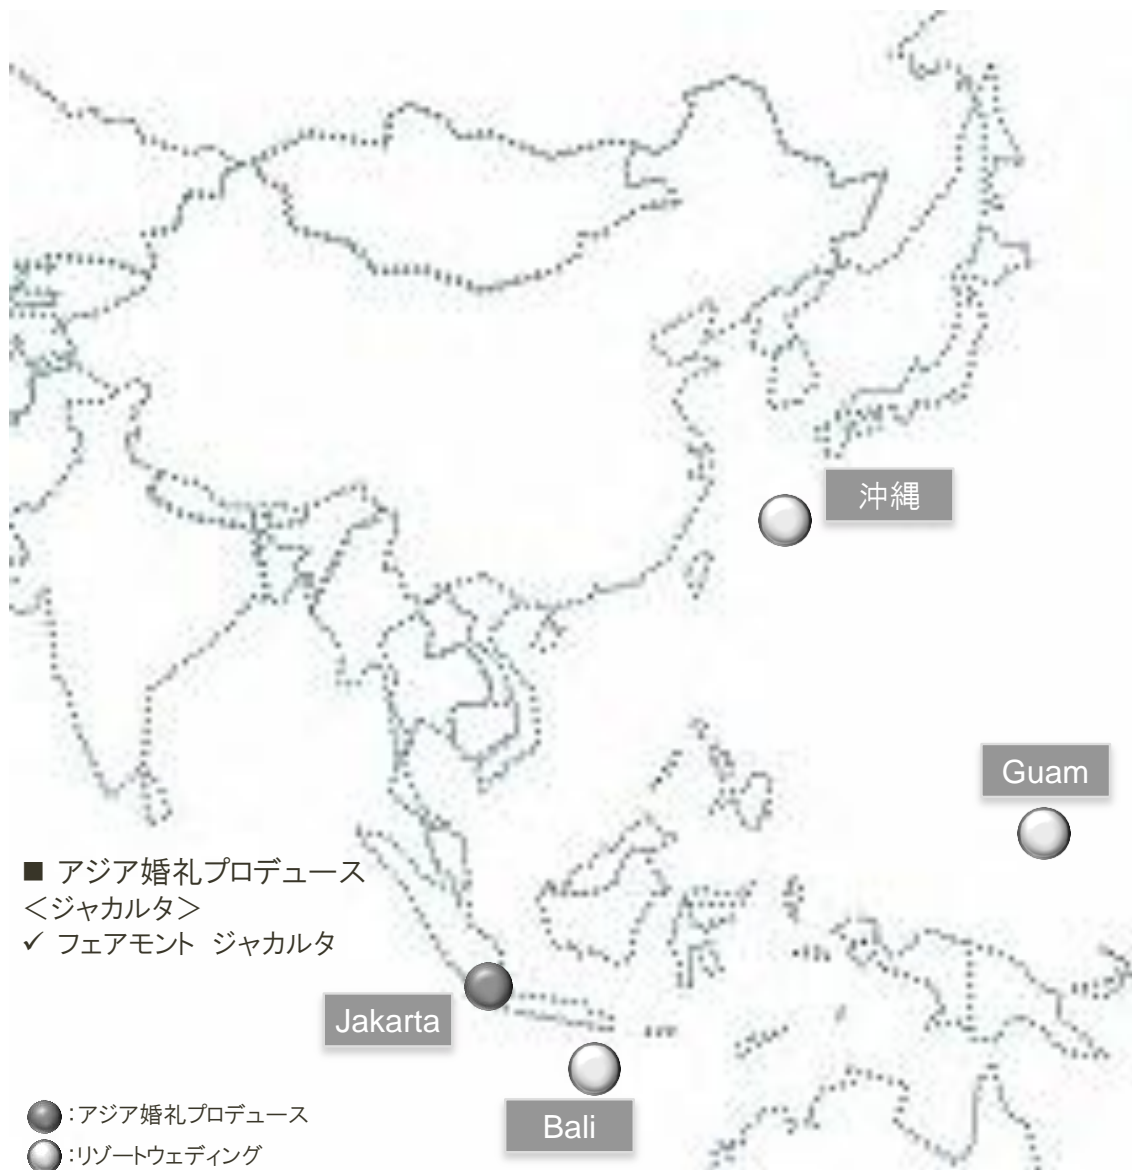 沖縄
Guam
■ アジア婚礼プロデュース
＜ジャカルタ＞
✓ フェアモント　ジャカルタ
Jakarta
Bali
：アジア婚礼プロデュース
：リゾートウェディング